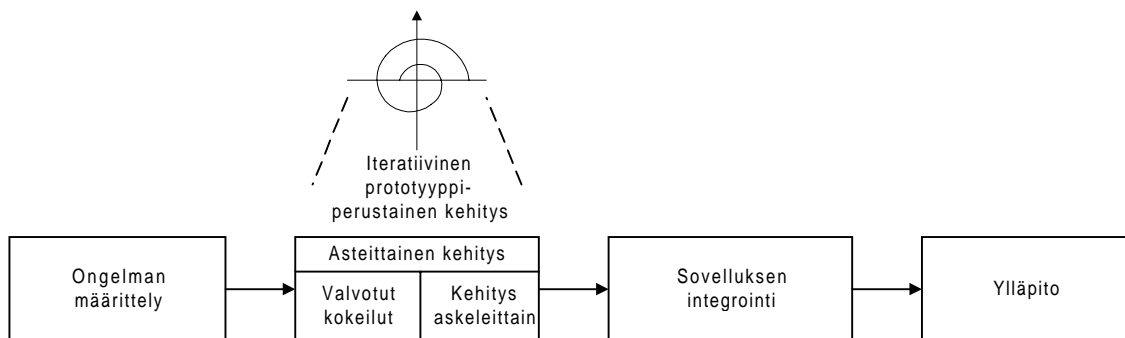 Iteratiivinen
prototyyppi-
perustainen kehitys
Ongelman
määrittely
Asteittainen kehitys
Valvotut
kokeilut
Kehitys
askeleittain
Sovelluksen
integrointi
Ylläpito